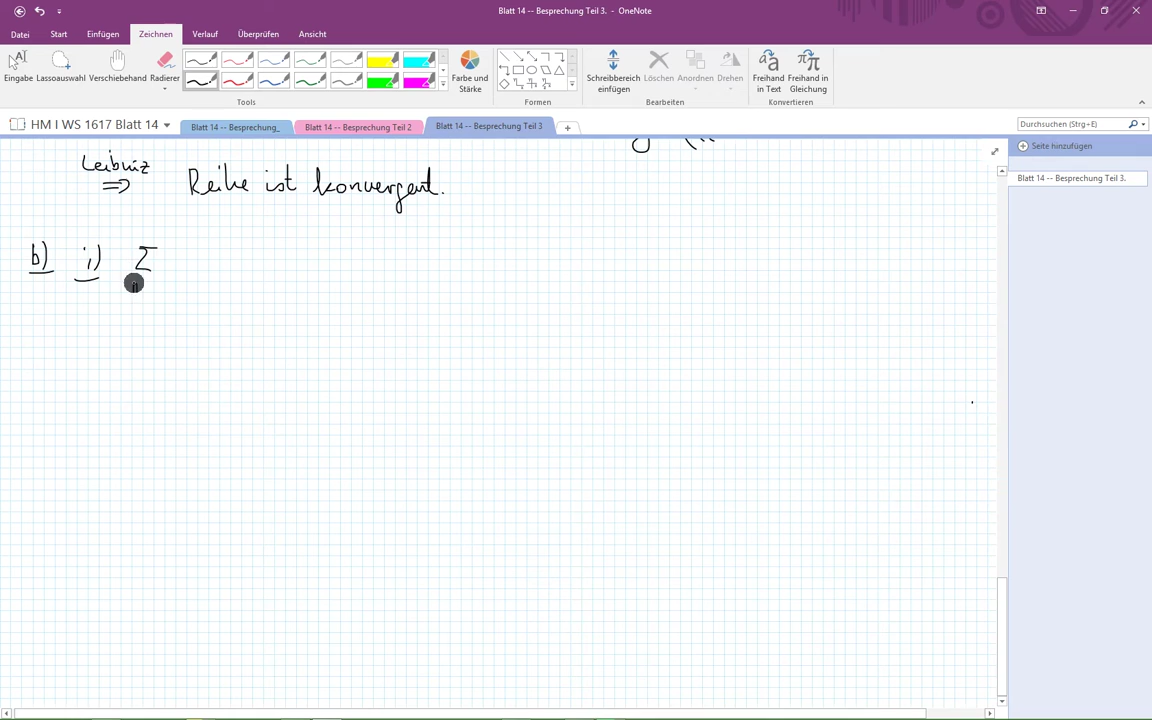 Blatt 14 -- Besprechung Teil 3. - OneNote
Datei Start Einfügen Zeichnen Verlauf Überprüfen Ansicht
Eingabe Lassoauswahl Verschiebehand Radierer
Farbe und Stärke
Schreibbereich einfügen Löschen Anordnen Drehen
Freihand in Text Freihand in Gleichung
Tools Formen Bearbeiten Konvertieren
HM I WS 1617 Blatt 14
Blatt 14 -- Besprechung_ Blatt 14 -- Besprechung Teil 2 Blatt 14 -- Besprechung Teil 3
Durchsuchen (Strg+E)
Seite hinzufügen
Blatt 14 -- Besprechung Teil 3.
Leibniz
⇒ Reihe ist konvergent.
b) i) Σ